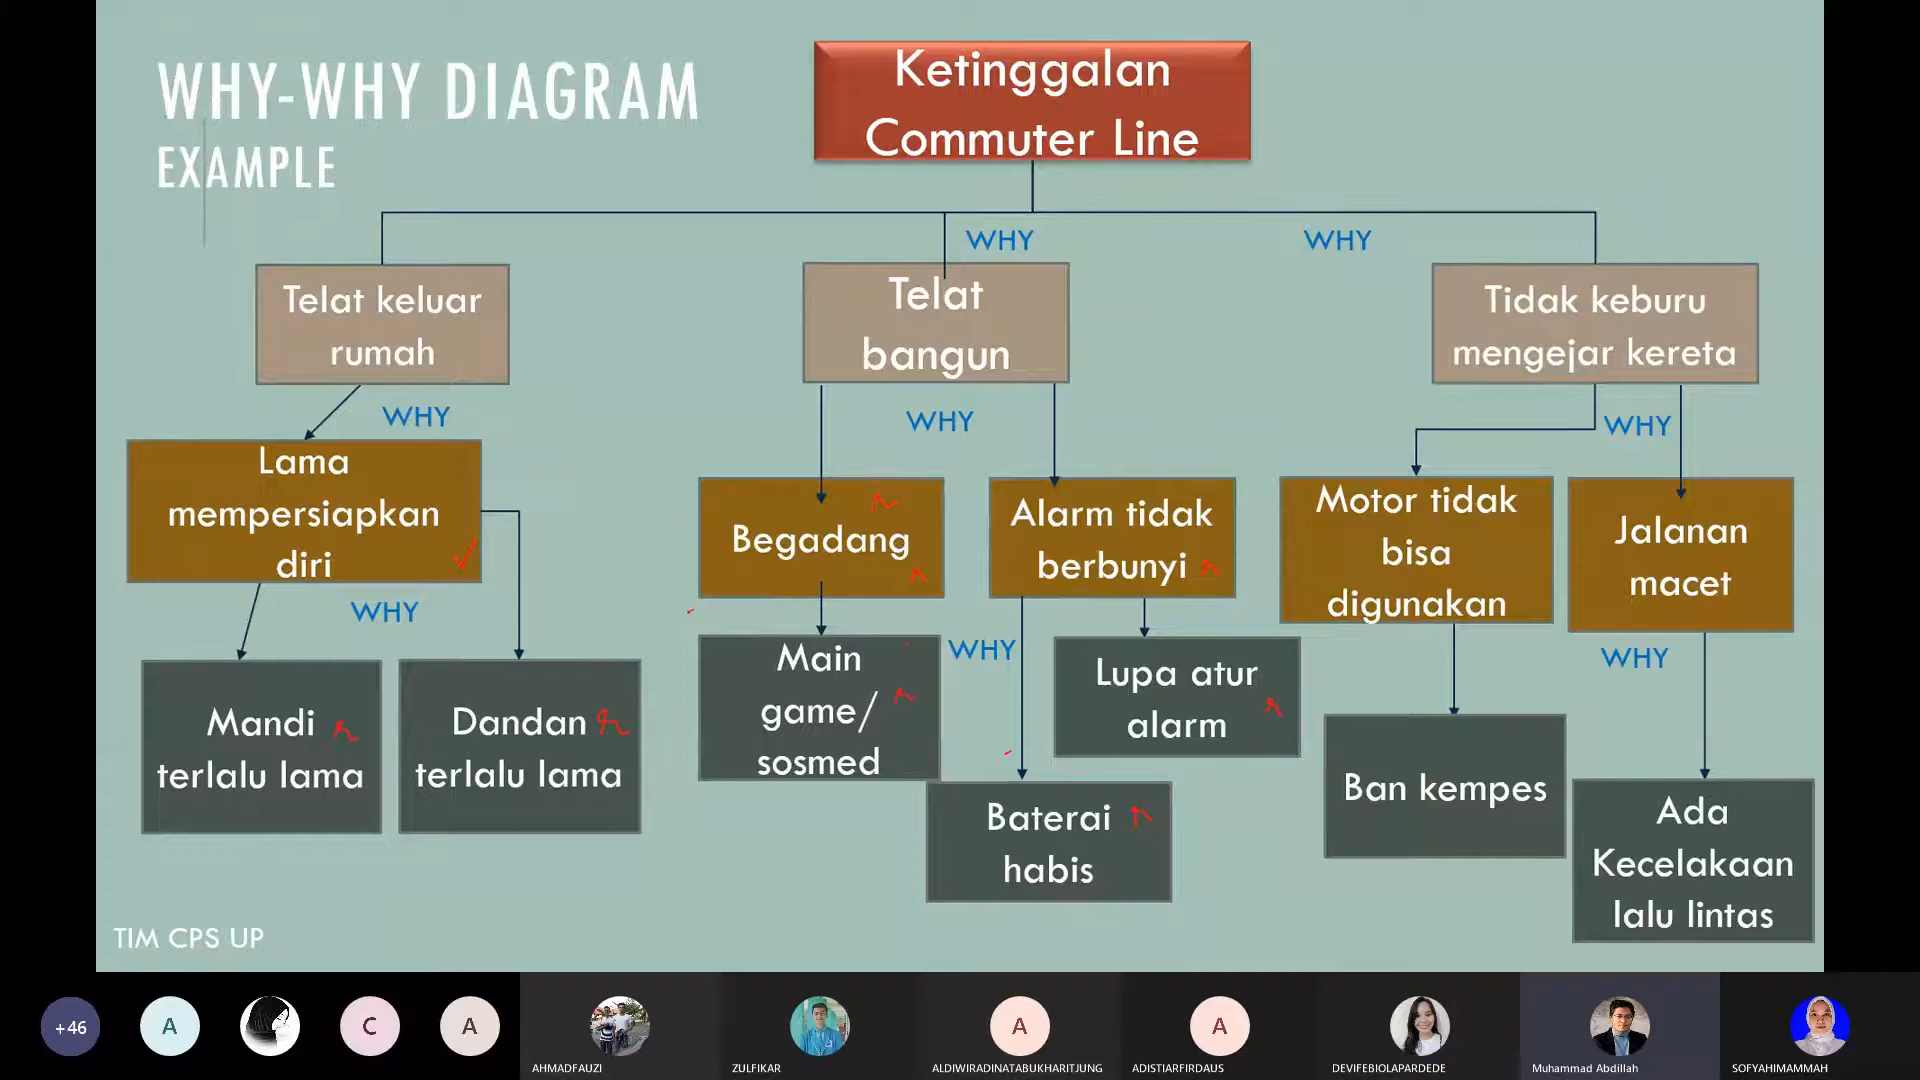 WHY-WHY DIAGRAM
EXAMPLE
Ketinggalan
Commuter Line
WHY
WHY
Telat keluar
rumah
Telat
bangun
Tidak keburu
mengejar kereta
WHY
WHY
WHY
Lama
mempersiapkan
diri
Begadang
Alarm tidak
berbunyi
Motor tidak
bisa
digunakan
Jalanan
macet
WHY
WHY
WHY
Mandi
terlalu lama
Dandan
terlalu lama
Main
game/
sosmed
Lupa atur
alarm
Baterai
habis
Ban kempes
Ada
Kecelakaan
lalu lintas
TIM CPS UP
+46
A
C
A
A
A
AHMADFAUZI
ZULFIKAR
ALDIWIRADINATABUKHARITJUNG
ADISTIARFIRDAUS
DEVIFEBIOLAPARDEDE
Muhammad Abdillah
SOFYAHIMAMMAH